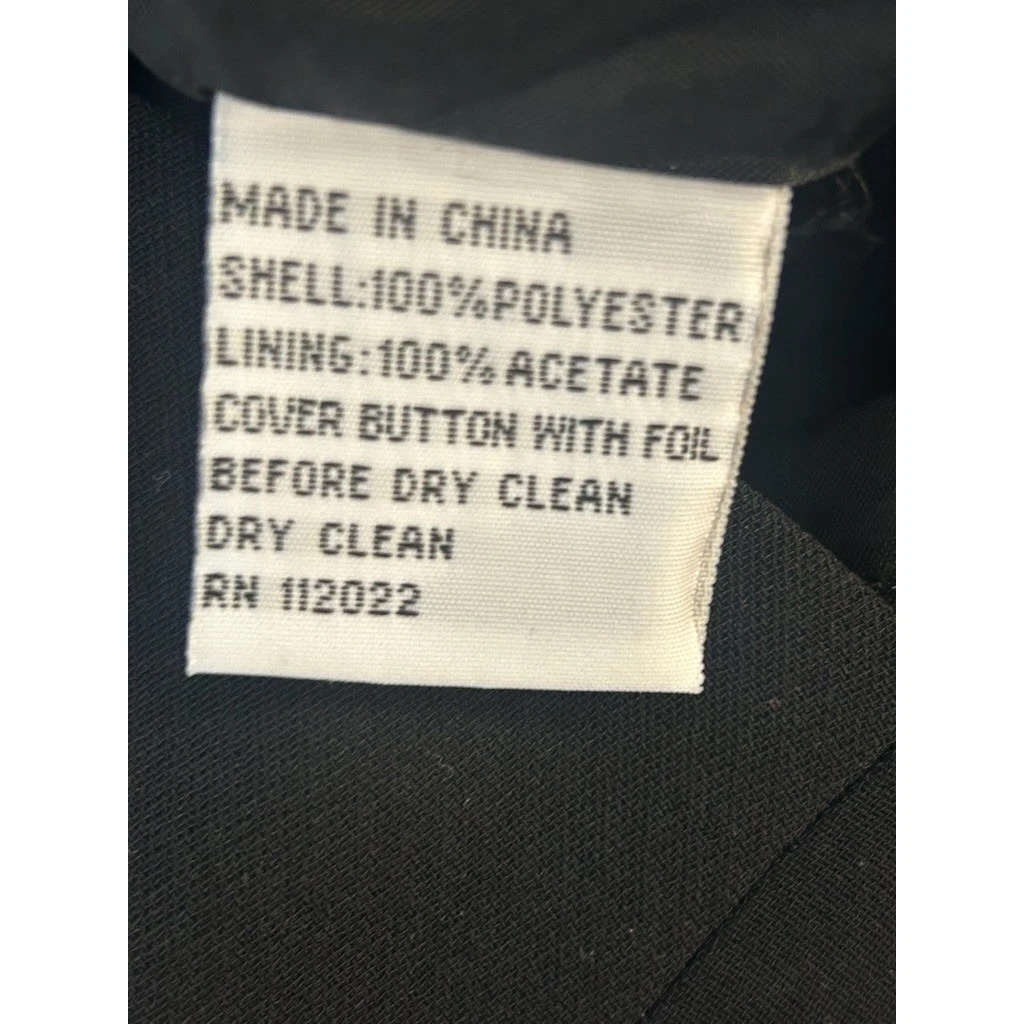 MADE IN CHINA
SHELL:100%POLYESTER
LINING:100% ACETATE
COVER BUTTON WITH FOIL
BEFORE DRY CLEAN
DRY CLEAN
RN 112022